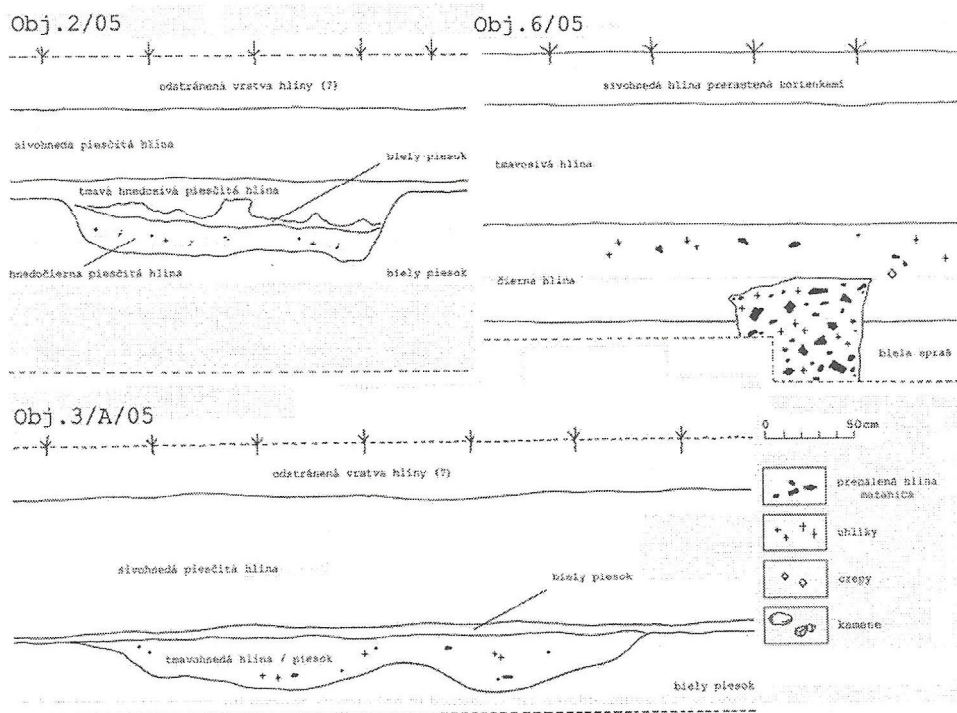 Obj.2/05
odstránená vrstva hliny (?)
sivohnedá piesčitá hlina
biely piesok
tmavá hnedosivá piesčitá hlina
hnedočierna piesčitá hlina
biely piesok
Obj.6/05
sivohnedá hlina prerastená korienkami
tmavosivá hlina
čierna hlina
biela spraš
Obj.3/A/05
odstránená vrstva hliny (?)
sivohnedá piesčitá hlina
biely piesok
tmavohnedá hlina / piesok
biely piesok
0 50cm
prepálená hlina
mazanica
uhlíky
črepy
kamene